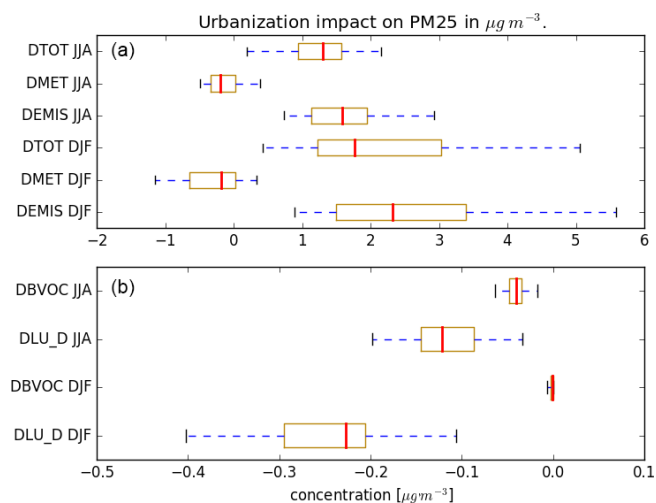 Urbanization impact on PM25 in μg m⁻³.
(a)
DTOT JJA
DMET JJA
DEMIS JJA
DTOT DJF
DMET DJF
DEMIS DJF
−2 −1 0 1 2 3 4 5 6
(b)
DBVOC JJA
DLU_D JJA
DBVOC DJF
DLU_D DJF
−0.5 −0.4 −0.3 −0.2 −0.1 0.0 0.1
concentration [μg m⁻³]